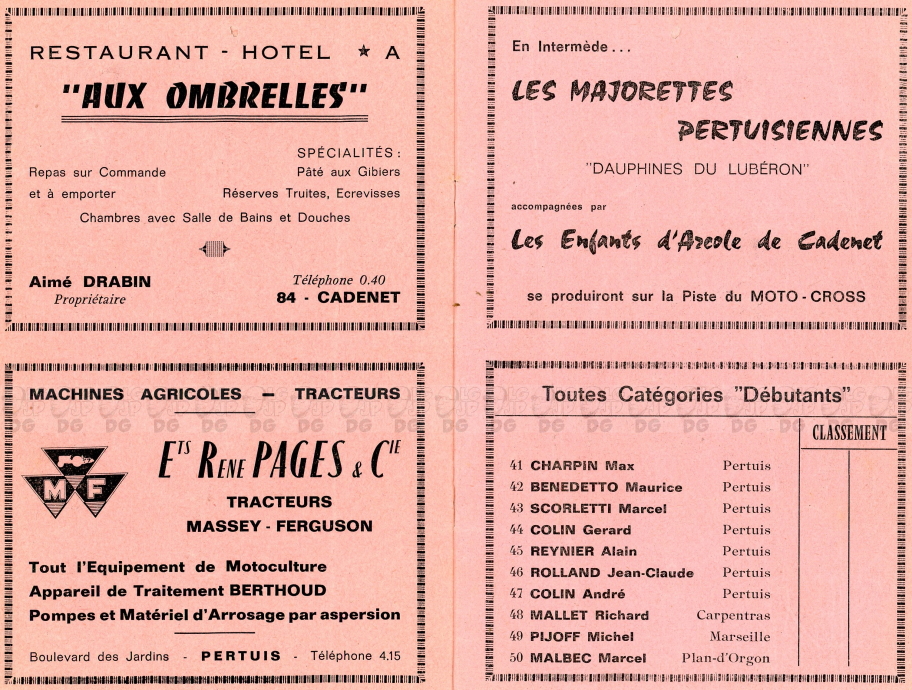 RESTAURANT - HOTEL ★ A
"AUX OMBRELLES"
SPÉCIALITÉS :
Repas sur Commande Pâté aux Gibiers
et à emporter Réserves Truites, Ecrevisses
Chambres avec Salle de Bains et Douches
Aimé DRABIN Téléphone 0.40
Propriétaire 84 - CADENET
MACHINES AGRICOLES – TRACTEURS
Ets RENE PAGES & Cie
MF
TRACTEURS
MASSEY - FERGUSON
Tout l'Equipement de Motoculture
Appareil de Traitement BERTHOUD
Pompes et Matériel d'Arrosage par aspersion
Boulevard des Jardins - PERTUIS - Téléphone 4.15
En Intermède...
LES MAJORETTES
PERTUISIENNES
"DAUPHINES DU LUBÉRON"
accompagnées par
Les Enfants d'Arcole de Cadenet
se produiront sur la Piste du MOTO - CROSS
Toutes Catégories "Débutants"
CLASSEMENT
41 CHARPIN Max Pertuis
42 BENEDETTO Maurice Pertuis
43 SCORLETTI Marcel Pertuis
44 COLIN Gerard Pertuis
45 REYNIER Alain Pertuis
46 ROLLAND Jean-Claude Pertuis
47 COLIN André Pertuis
48 MALLET Richard Carpentras
49 PIJOFF Michel Marseille
50 MALBEC Marcel Plan-d'Orgon